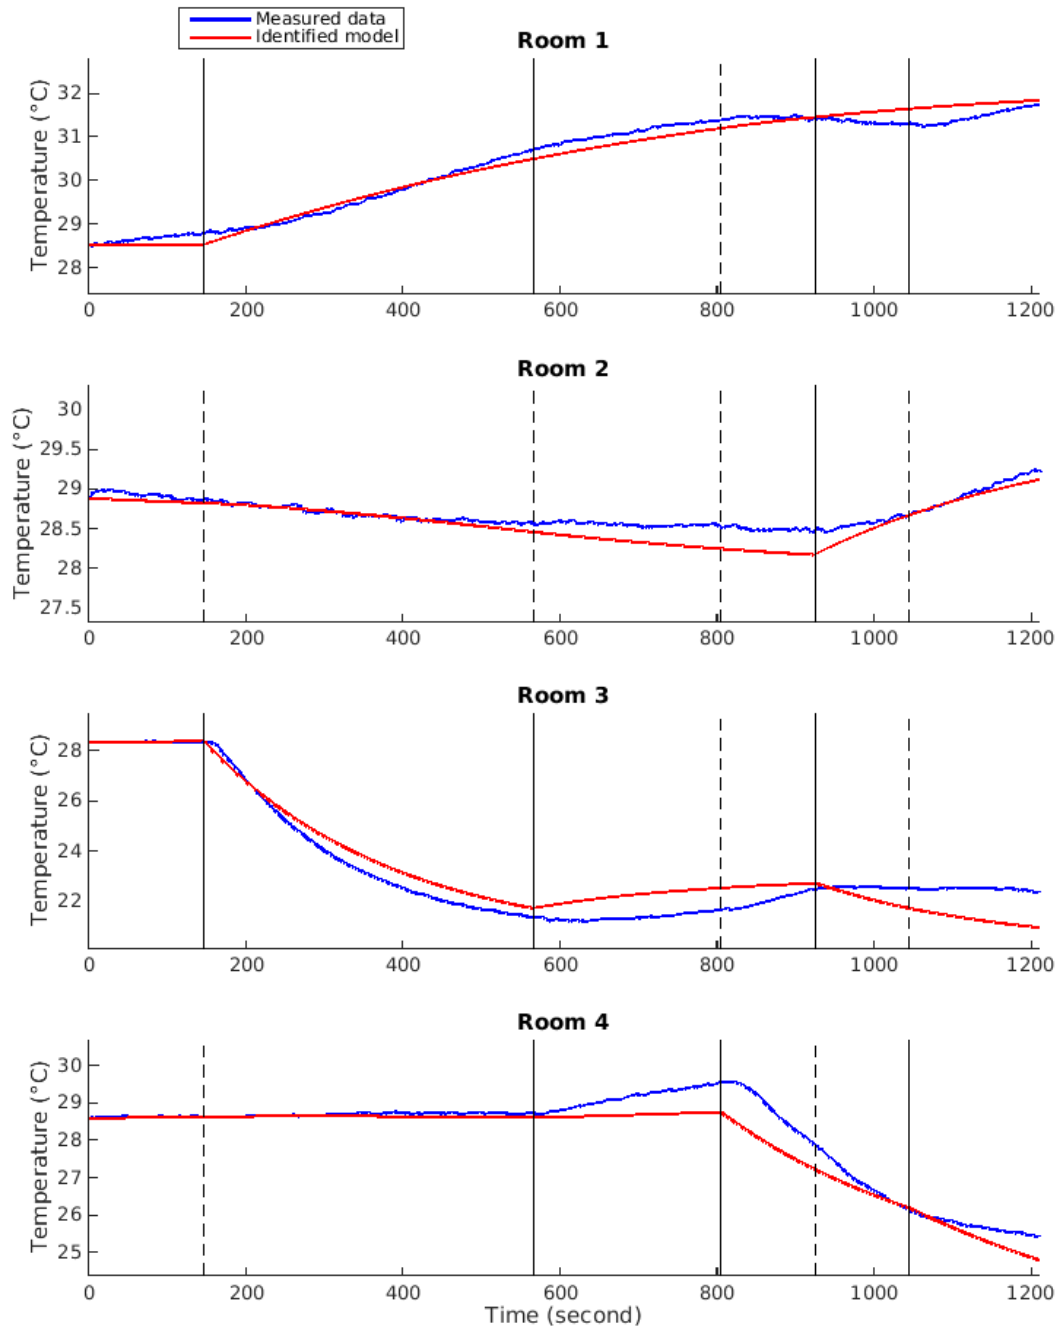 Measured data
Identified model
Room 1
Temperature (°C)
32
31
30
29
28
0 200 400 600 800 1000 1200
Room 2
Temperature (°C)
30
29.5
29
28.5
28
27.5
0 200 400 600 800 1000 1200
Room 3
Temperature (°C)
28
26
24
22
0 200 400 600 800 1000 1200
Room 4
Temperature (°C)
30
29
28
27
26
25
0 200 400 600 800 1000 1200
Time (second)